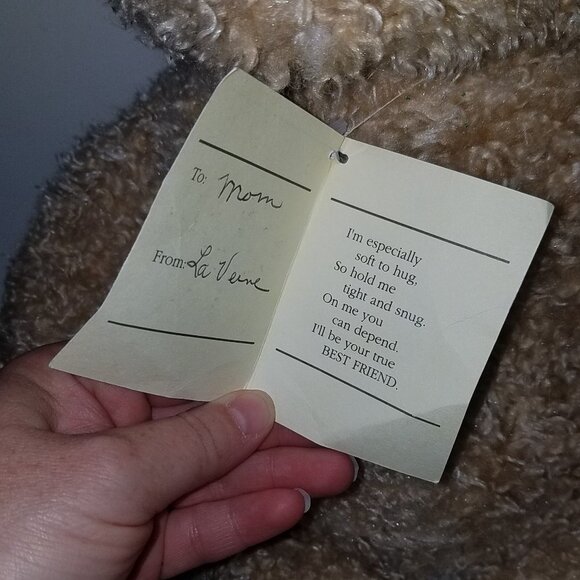 To: Mom
From: La Verne
I'm especially
soft to hug,
So hold me
tight and snug.
On me you
can depend.
I'll be your true
BEST FRIEND.